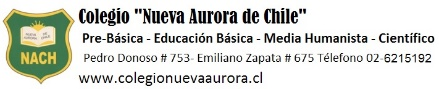 Colegio "Nueva Aurora de Chile"
Pre-Básica - Educación Básica - Media Humanista - Científico
Pedro Donoso # 753- Emiliano Zapata # 675 Télefono 02-6215192
www.colegionuevaaurora.cl
NACH